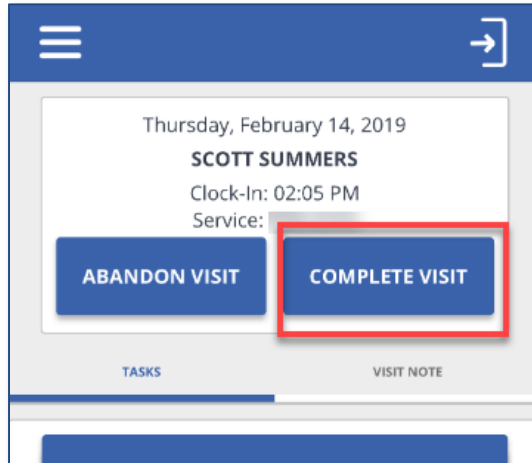 Thursday, February 14, 2019
SCOTT SUMMERS
Clock-In: 02:05 PM
Service:
ABANDON VISIT COMPLETE VISIT
TASKS VISIT NOTE